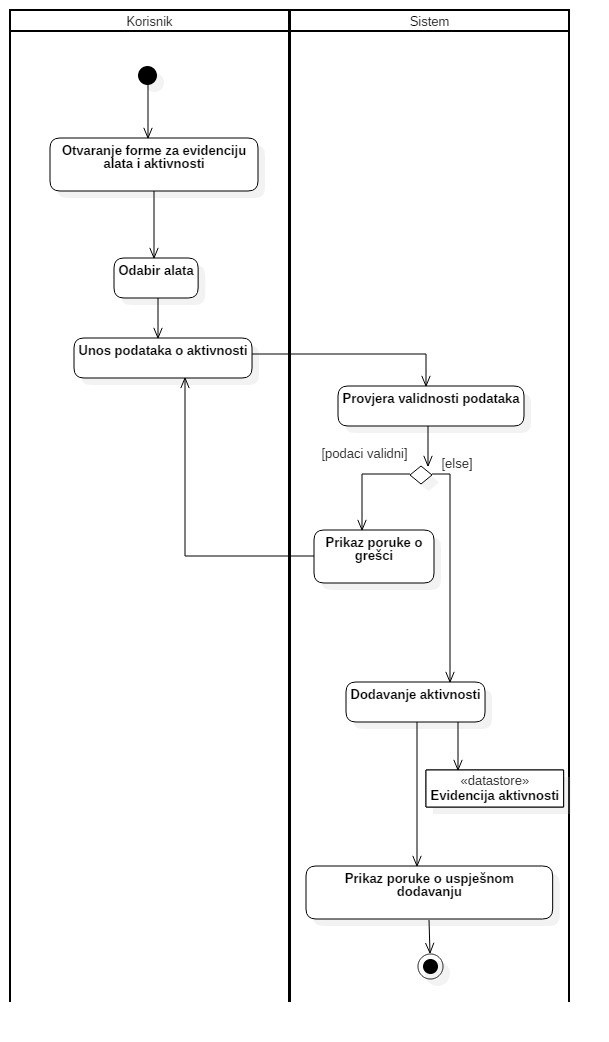 Korisnik
Sistem
Otvaranje forme za evidenciju
alata i aktivnosti
Odabir alata
Unos podataka o aktivnosti
Provjera validnosti podataka
[podaci validni]
[else]
Prikaz poruke o
grešci
Dodavanje aktivnosti
«datastore»
Evidencija aktivnosti
Prikaz poruke o uspješnom
dodavanju